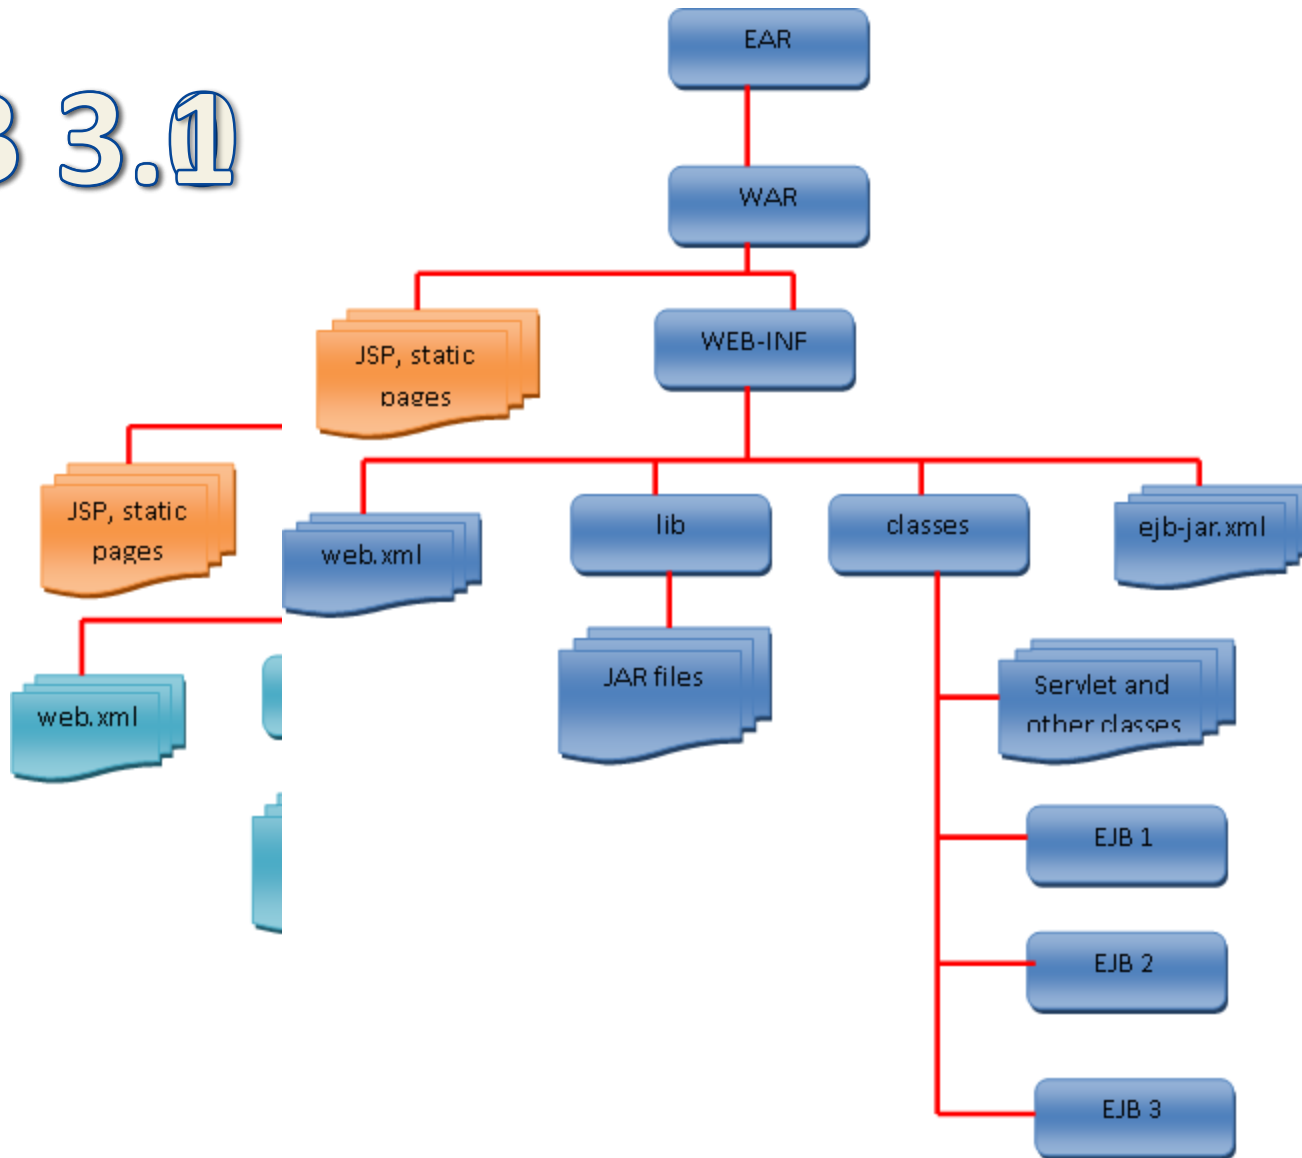 EAR
3.1
WAR
WEB-INF
JSP, static
pages
JSP, static
pages
web.xml
lib
classes
ejb-jar.xml
web.xml
JAR files
Servlet and
other classes
EJB 1
EJB 2
EJB 3